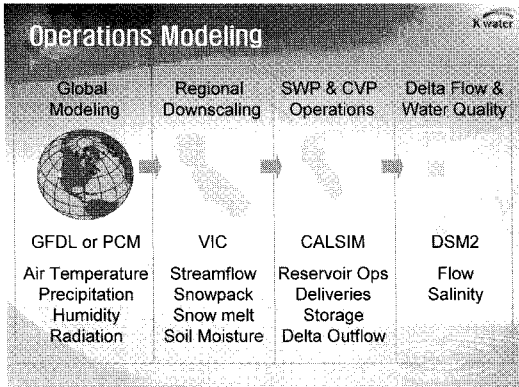 K water
Operations Modeling
Global
Modeling
Regional
Downscaling
SWP & CVP
Operations
Delta Flow &
Water Quality
GFDL or PCM
Air Temperature
Precipitation
Humidity
Radiation
VIC
Streamflow
Snowpack
Snow melt
Soil Moisture
CALSIM
Reservoir Ops
Deliveries
Storage
Delta Outflow
DSM2
Flow
Salinity